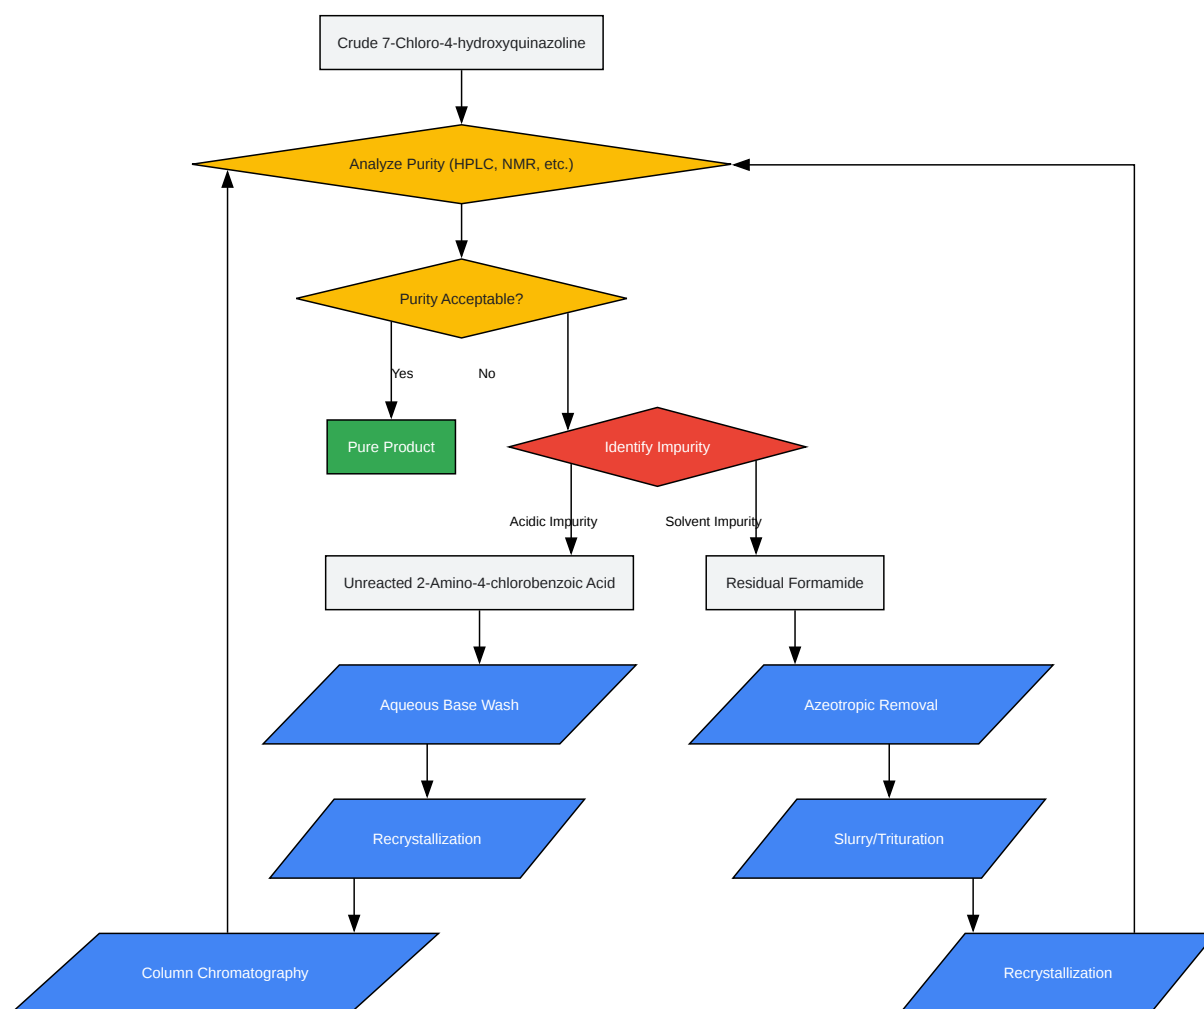 Crude 7-Chloro-4-hydroxyquinazoline
Analyze Purity (HPLC, NMR, etc.)
Purity Acceptable?
Yes
No
Pure Product
Identify Impurity
Acidic Impurity
Solvent Impurity
Unreacted 2-Amino-4-chlorobenzoic Acid
Residual Formamide
Aqueous Base Wash
Azeotropic Removal
Recrystallization
Slurry/Trituration
Column Chromatography
Recrystallization